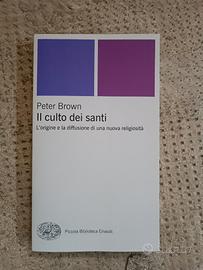 Peter Brown
Il culto dei santi
L'origine e la diffusione di una nuova religiosità
Piccola Biblioteca Einaudi